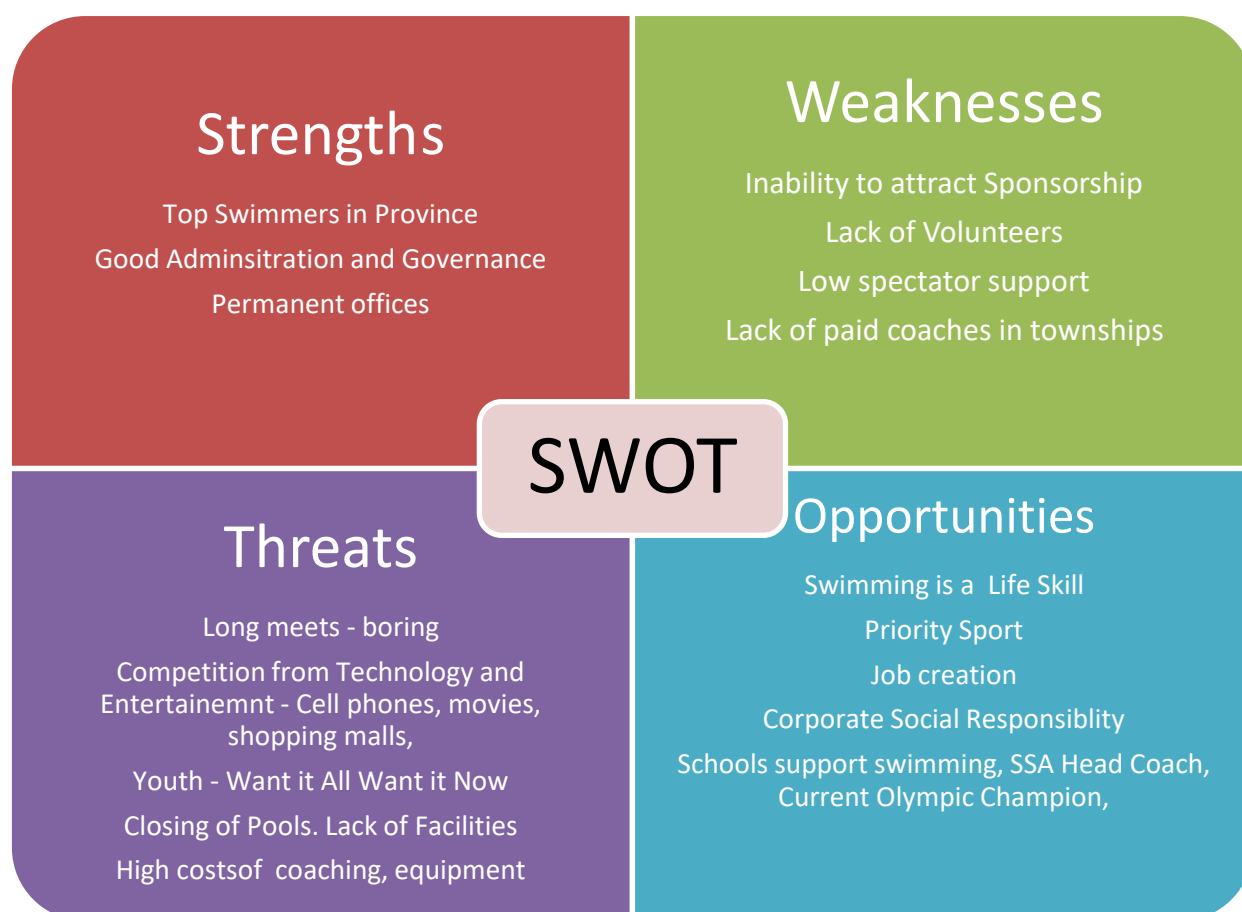 Strengths
Top Swimmers in Province
Good Adminsitration and Governance
Permanent offices
Weaknesses
Inability to attract Sponsorship
Lack of Volunteers
Low spectator support
Lack of paid coaches in townships
SWOT
Threats
Long meets - boring
Competition from Technology and
Entertainemnt - Cell phones, movies,
shopping malls,
Youth - Want it All Want it Now
Closing of Pools. Lack of Facilities
High costsof  coaching, equipment
Opportunities
Swimming is a  Life Skill
Priority Sport
Job creation
Corporate Social Responsiblity
Schools support swimming, SSA Head Coach,
Current Olympic Champion,